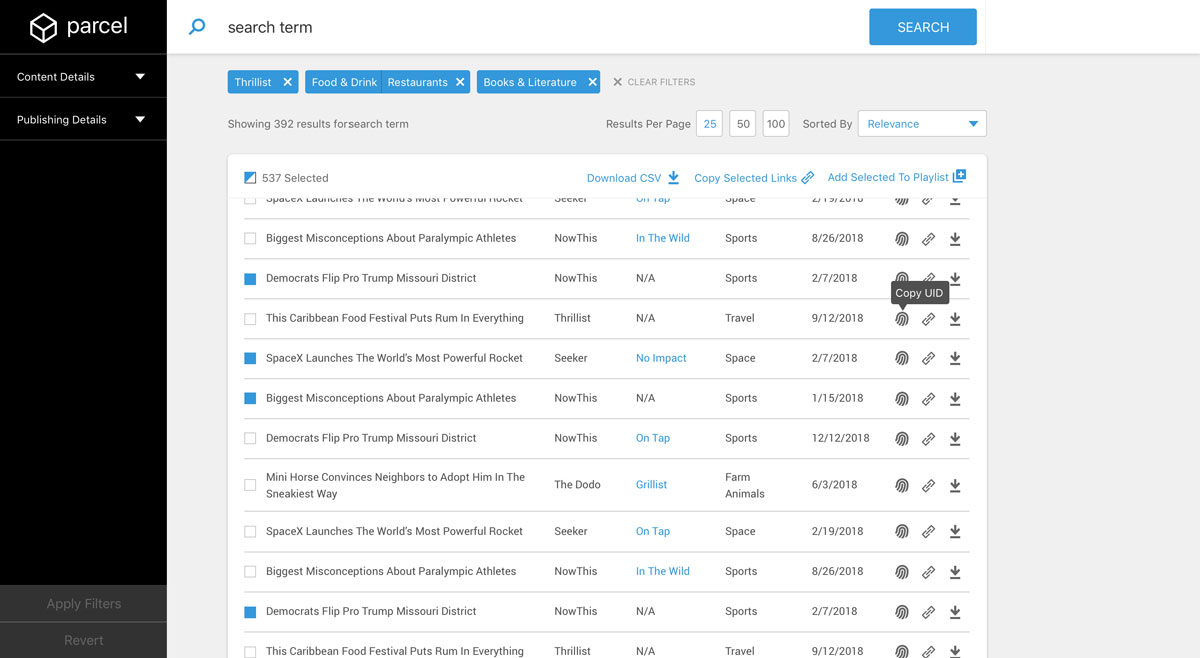 parcel
search term
SEARCH
Content Details
Publishing Details
Thrillist Food & Drink Restaurants Books & Literature CLEAR FILTERS
Showing 392 results forsearch term Results Per Page 25 50 100 Sorted By Relevance
537 Selected Download CSV Copy Selected Links Add Selected To Playlist
SpaceX Launches The World's Most Powerful Rocket Seeker On Tap Space 2/19/2018
Biggest Misconceptions About Paralympic Athletes NowThis In The Wild Sports 8/26/2018
Democrats Flip Pro Trump Missouri District NowThis N/A Sports 2/7/2018
Copy UID
This Caribbean Food Festival Puts Rum In Everything Thrillist N/A Travel 9/12/2018
SpaceX Launches The World's Most Powerful Rocket Seeker No Impact Space 2/7/2018
Biggest Misconceptions About Paralympic Athletes NowThis N/A Sports 1/15/2018
Democrats Flip Pro Trump Missouri District NowThis On Tap Sports 12/12/2018
Mini Horse Convinces Neighbors to Adopt Him In The
Sneakiest Way
The Dodo Grillist
Farm
Animals
6/3/2018
SpaceX Launches The World's Most Powerful Rocket Seeker On Tap Space 2/19/2018
Biggest Misconceptions About Paralympic Athletes NowThis In The Wild Sports 8/26/2018
Democrats Flip Pro Trump Missouri District NowThis N/A Sports 2/7/2018
This Caribbean Food Festival Puts Rum In Everything Thrillist N/A Travel 9/12/2018
Apply Filters
Revert